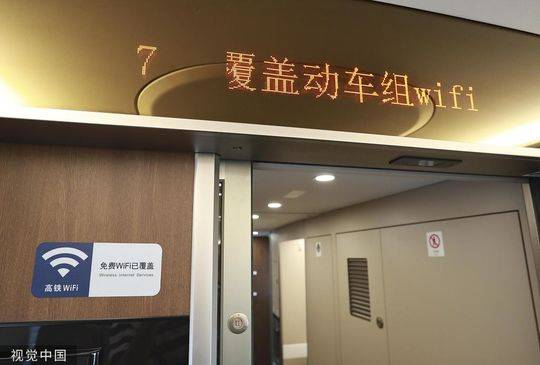 7 覆盖动车组wifi
免费WiFi已覆盖
Wireless Internet Services
高铁WiFi
视觉中国